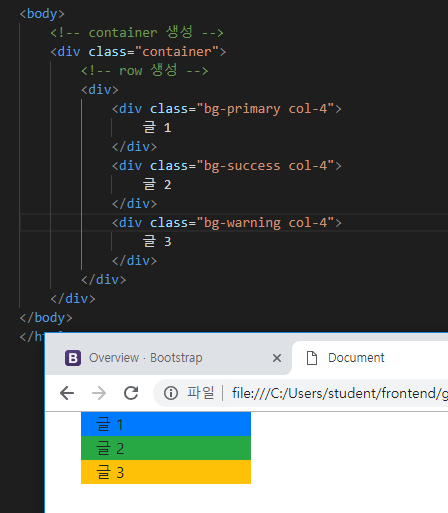 <body>
<!-- container 생성 -->
<div class="container">
<!-- row 생성 -->
<div>
<div class="bg-primary col-4">
글 1
</div>
<div class="bg-success col-4">
글 2
</div>
<div class="bg-warning col-4">
글 3
</div>
</div>
</div>
</body>
B Overview · Bootstrap
Document
파일 | file:///C:/Users/student/frontend/g
글 1
글 2
글 3